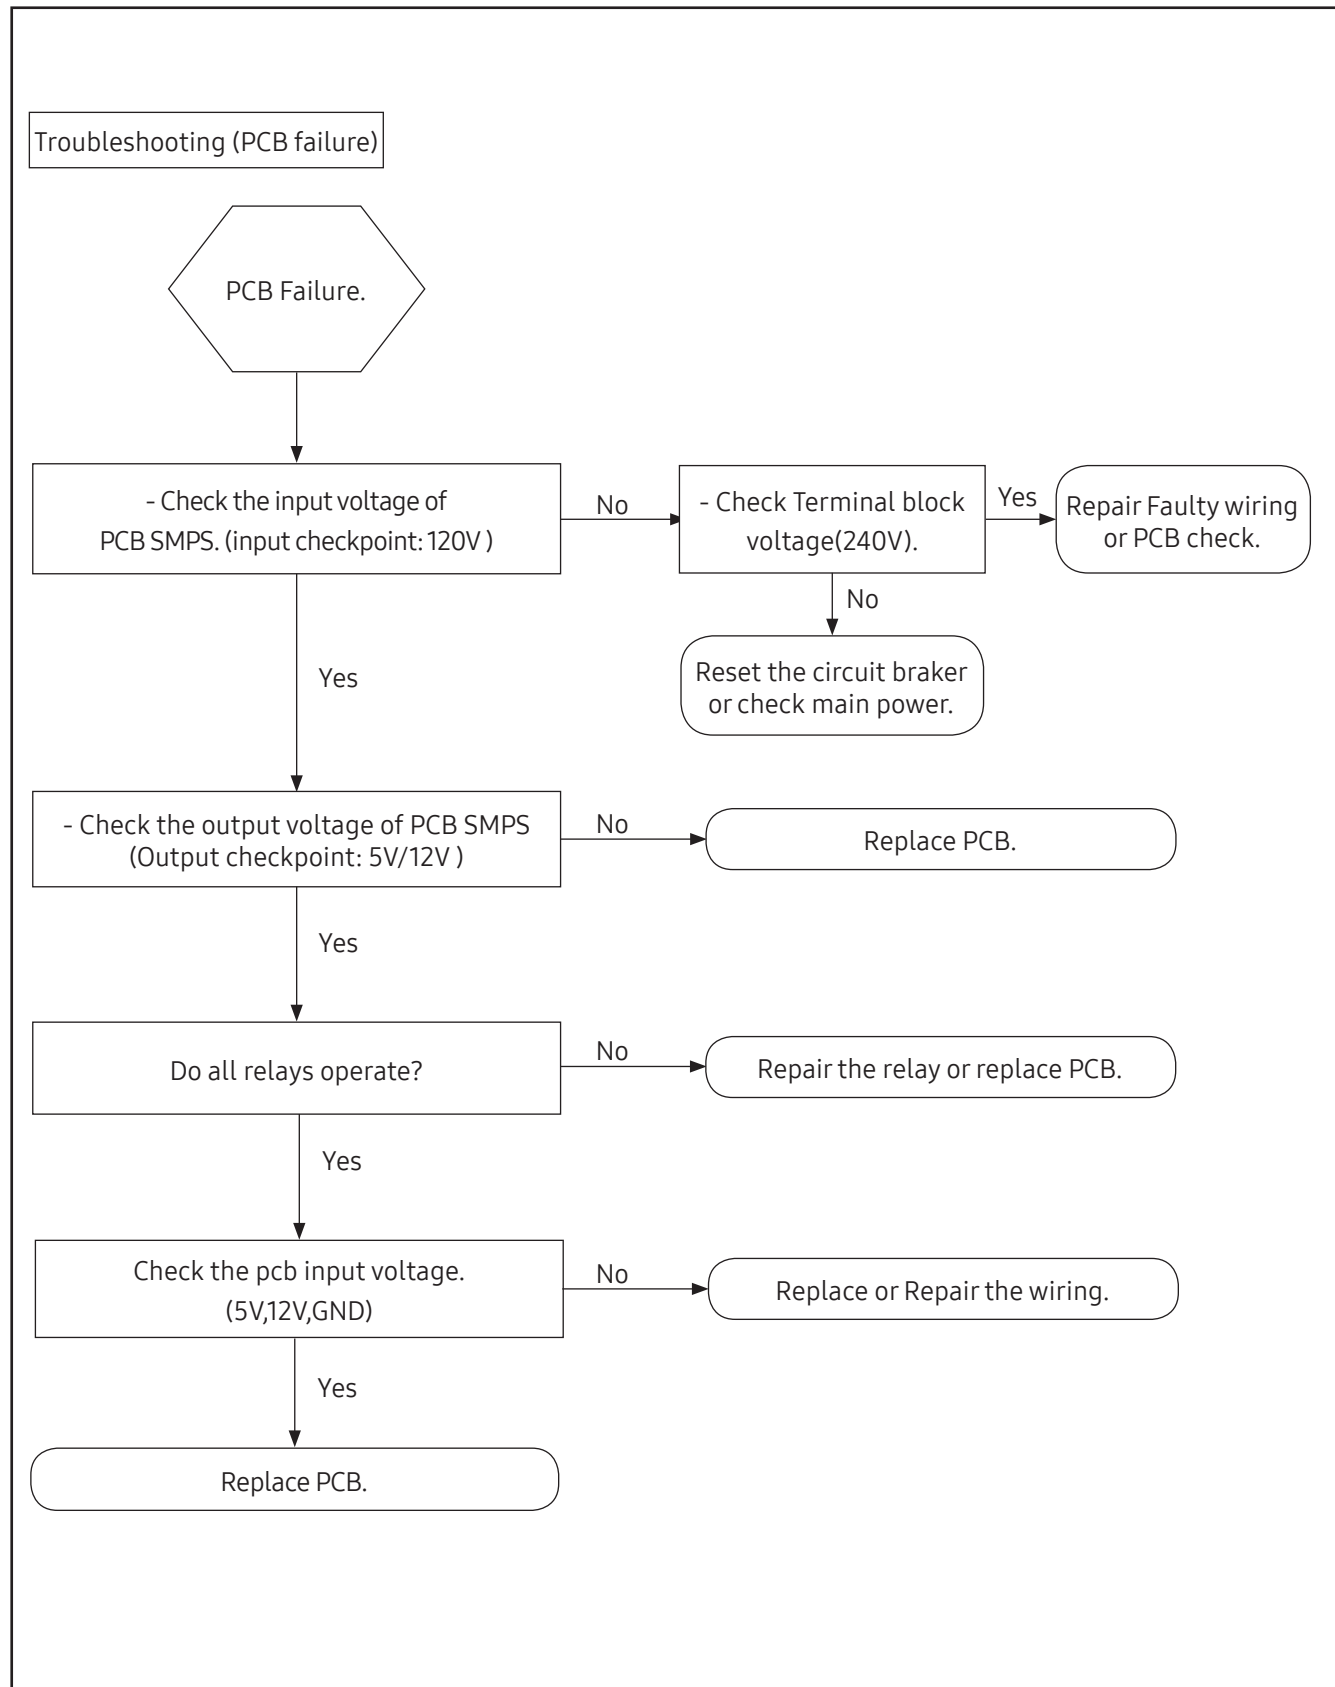 Troubleshooting (PCB failure)
PCB Failure.
- Check the input voltage of
PCB SMPS. (input checkpoint: 120V )
No
- Check Terminal block
voltage(240V).
Yes
Repair Faulty wiring
or PCB check.
No
Reset the circuit braker
or check main power.
Yes
- Check the output voltage of PCB SMPS
(Output checkpoint: 5V/12V )
No
Replace PCB.
Yes
Do all relays operate?
No
Repair the relay or replace PCB.
Yes
Check the pcb input voltage.
(5V,12V,GND)
No
Replace or Repair the wiring.
Yes
Replace PCB.